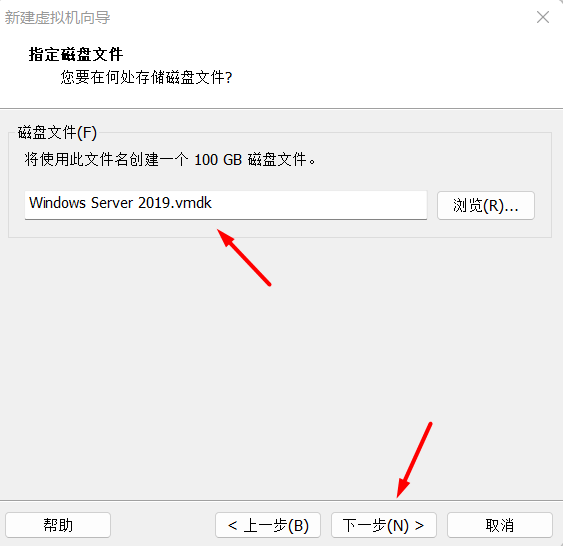 新建虚拟机向导
指定磁盘文件
您要在何处存储磁盘文件?
磁盘文件(F)
将使用此文件名创建一个 100 GB 磁盘文件。
Windows Server 2019.vmdk
浏览(R)...
帮助
< 上一步(B)
下一步(N) >
取消